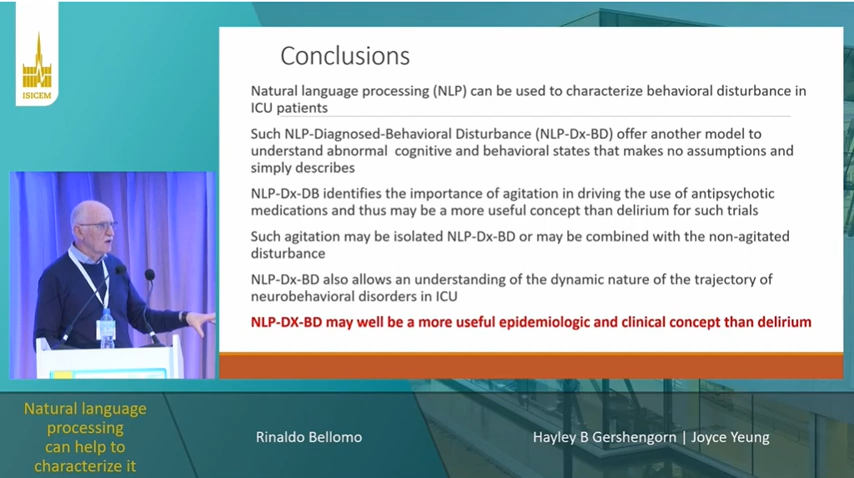 ISICEM
Conclusions
Natural language processing (NLP) can be used to characterize behavioral disturbance in
ICU patients
Such NLP-Diagnosed-Behavioral Disturbance (NLP-Dx-BD) offer another model to
understand abnormal cognitive and behavioral states that makes no assumptions and
simply describes
NLP-Dx-DB identifies the importance of agitation in driving the use of antipsychotic
medications and thus may be a more useful concept than delirium for such trials
Such agitation may be isolated NLP-Dx-BD or may be combined with the non-agitated
disturbance
NLP-Dx-BD also allows an understanding of the dynamic nature of the trajectory of
neurobehavioral disorders in ICU
NLP-DX-BD may well be a more useful epidemiologic and clinical concept than delirium
Natural language
processing
can help to
characterize it
Rinaldo Bellomo
Hayley B Gershengorn | Joyce Yeung